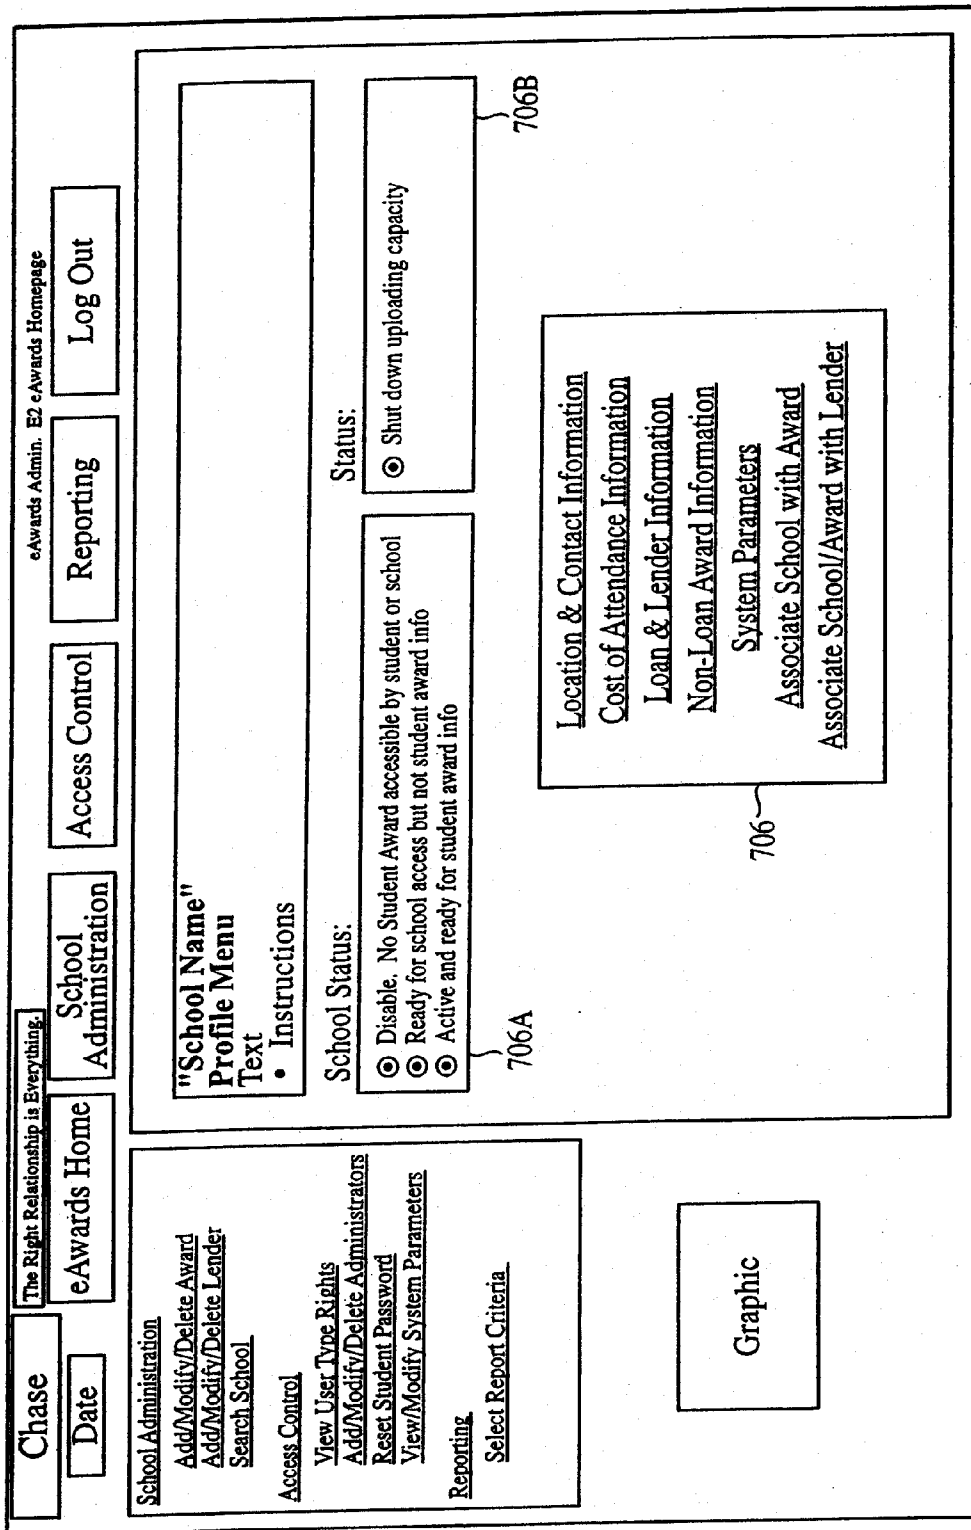 eAwards Admin. E2 eAwards Homepage
Chase
The Right Relationship is Everything.
Date
eAwards Home
School
Administration
Access Control
Reporting
Log Out
School Administration
Add/Modify/Delete Award
Add/Modify/Delete Lender
Search School
Access Control
View User Type Rights
Add/Modify/Delete Administrators
Reset Student Password
View/Modify System Parameters
Reporting
Select Report Criteria
Graphic
"School Name"
Profile Menu
Text
• Instructions
School Status:
Disable. No Student Award accessible by student or school
Ready for school access but not student award info
Active and ready for student award info
706A
Status:
Shut down uploading capacity
706B
Location & Contact Information
Cost of Attendance Information
Loan & Lender Information
Non-Loan Award Information
System Parameters
Associate School with Award
Associate School/Award with Lender
706